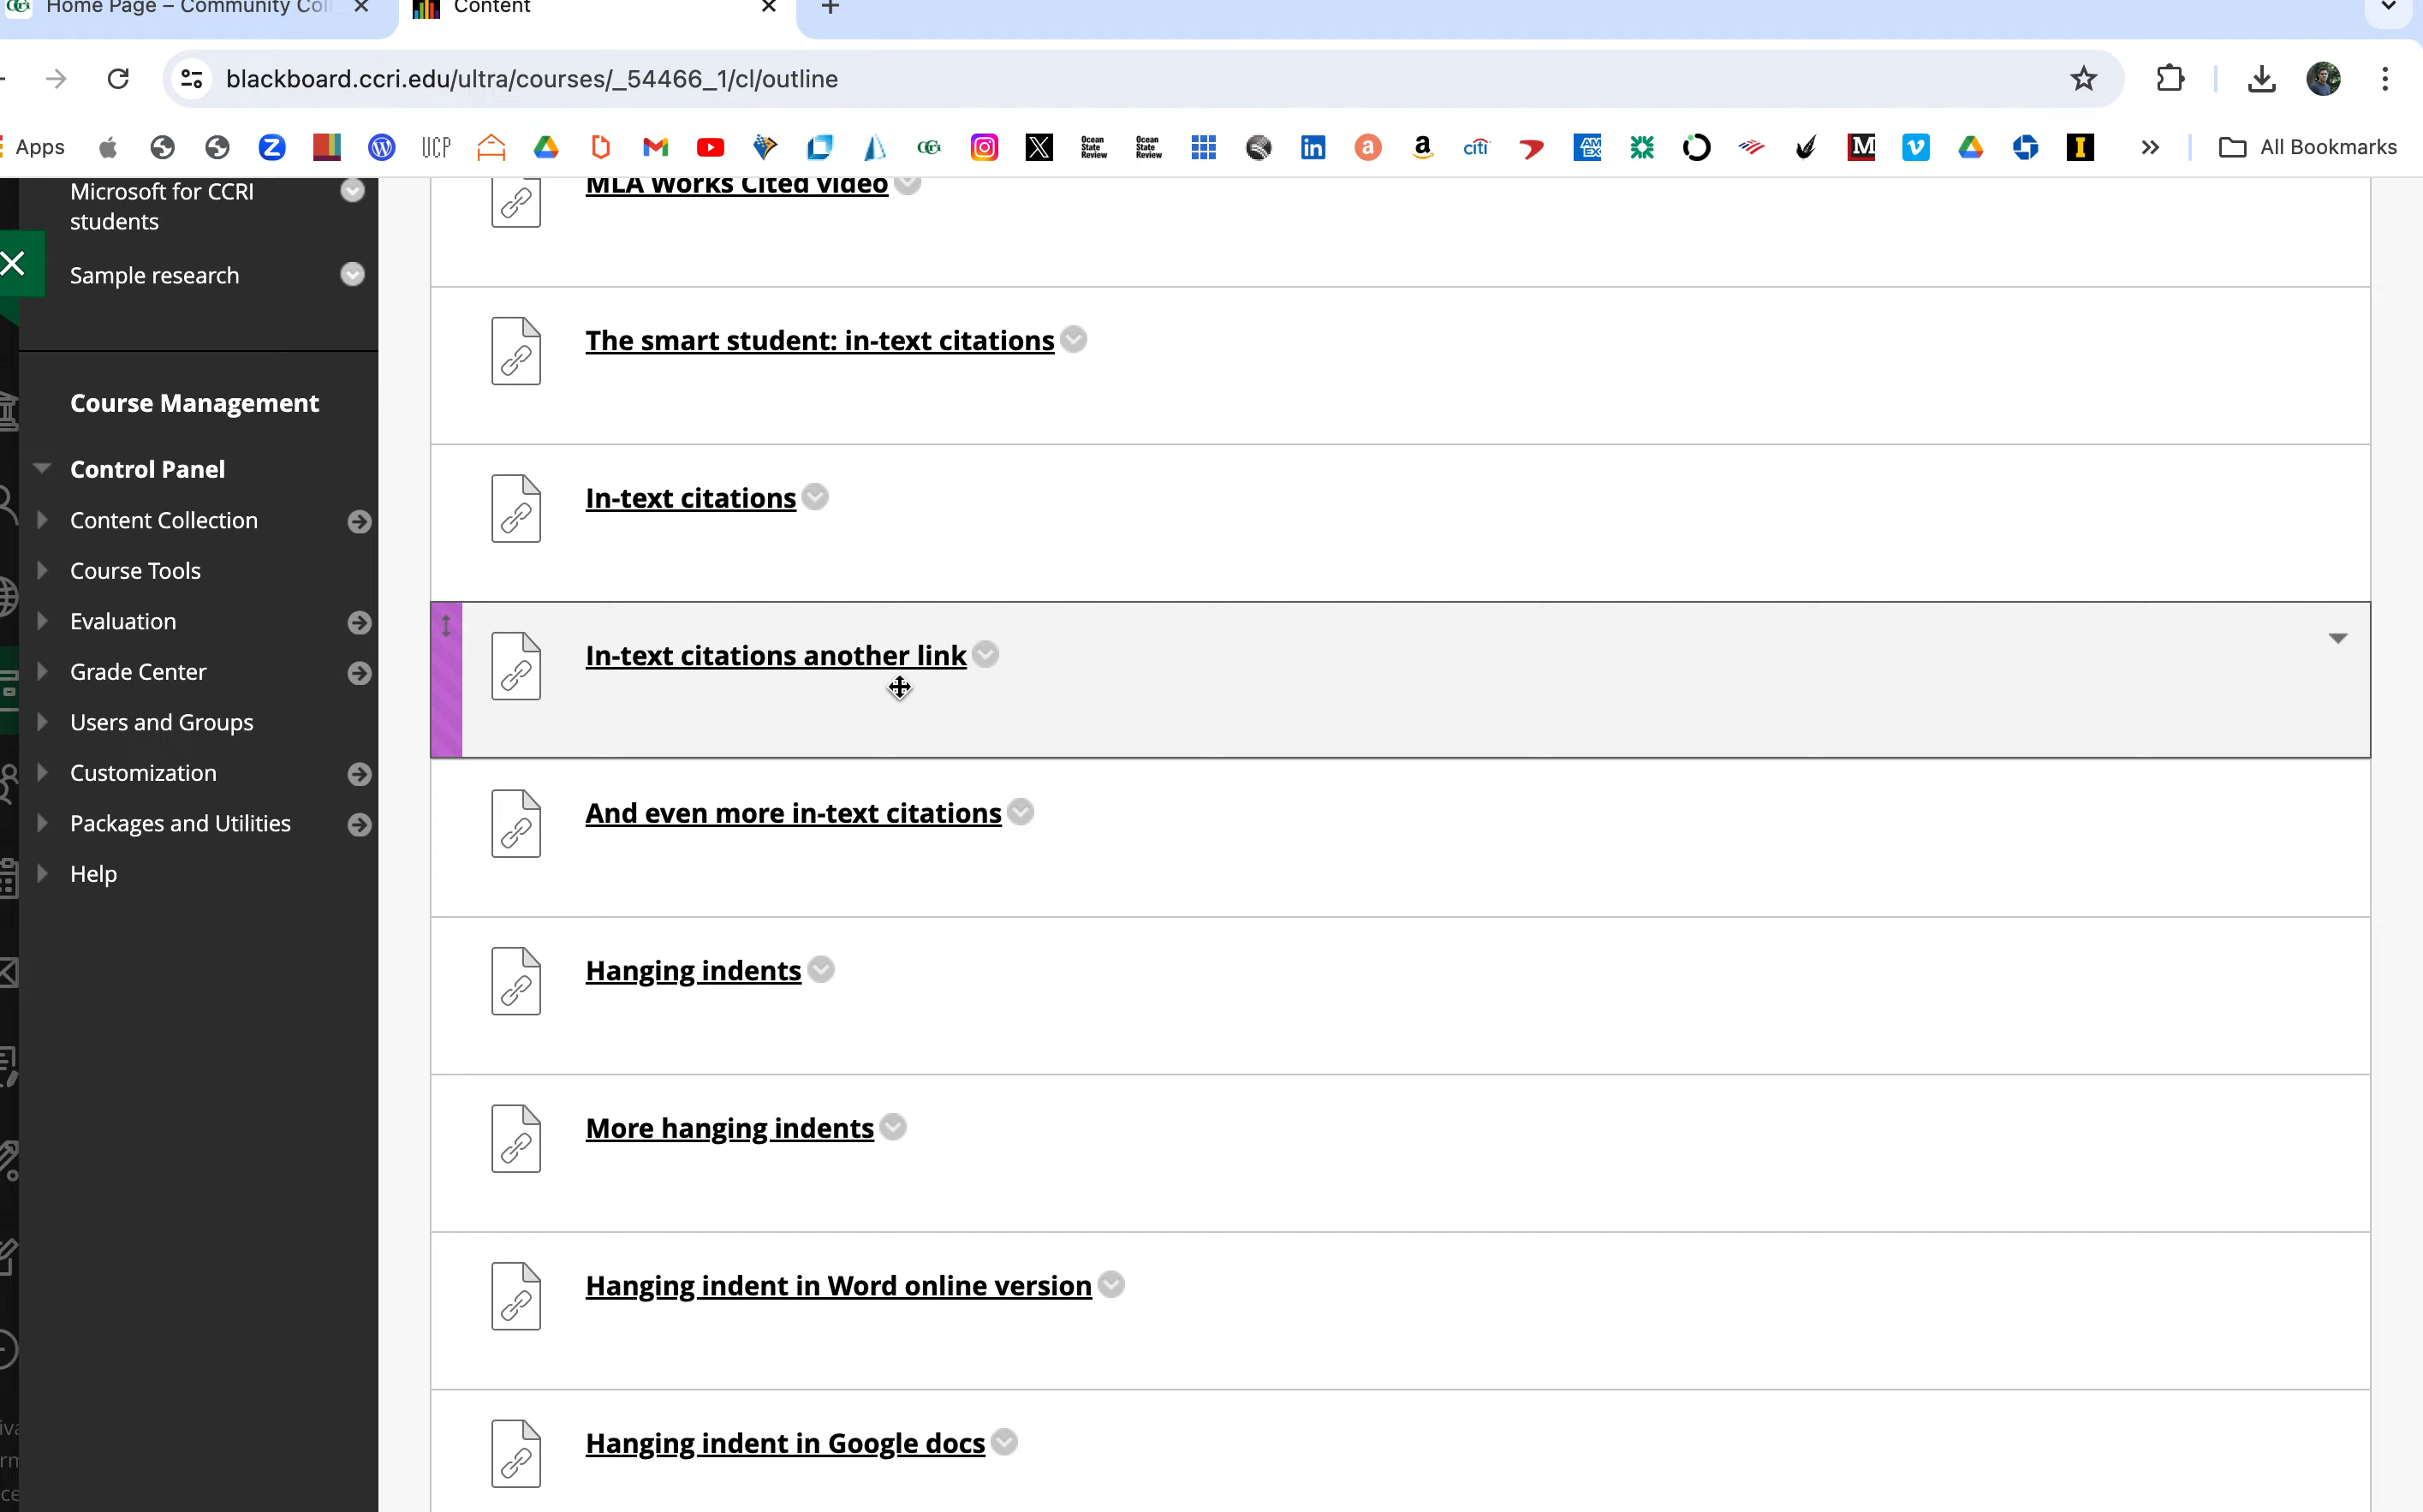 Home Page – Community Col
Content
blackboard.ccri.edu/ultra/courses/_54466_1/cl/outline
Apps
UCP
Ocean State Review
Ocean State Review
citi
AM EX
All Bookmarks
Microsoft for CCRI
students
Sample research
Course Management
Control Panel
Content Collection
Course Tools
Evaluation
Grade Center
Users and Groups
Customization
Packages and Utilities
Help
MLA Works Cited video
The smart student: in-text citations
In-text citations
In-text citations another link
And even more in-text citations
Hanging indents
More hanging indents
Hanging indent in Word online version
Hanging indent in Google docs